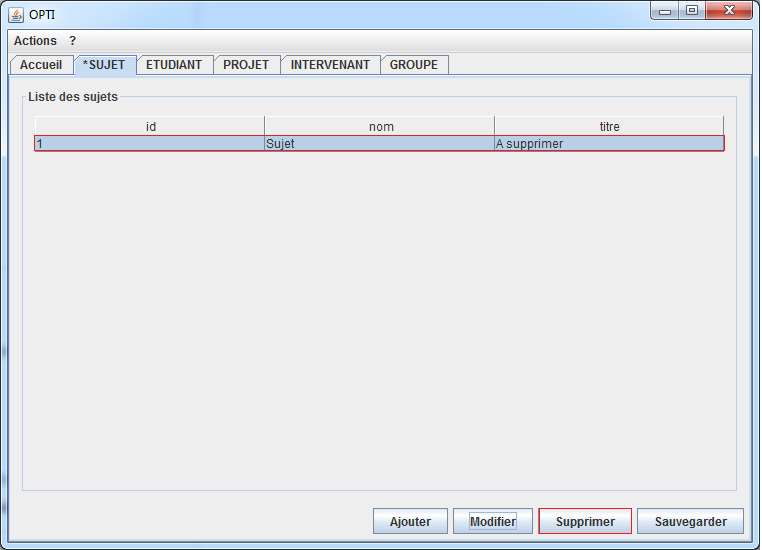 OPTI
Actions ?
Accueil *SUJET ETUDIANT PROJET INTERVENANT GROUPE
Liste des sujets
id nom titre
1 Sujet A supprimer
Ajouter Modifier Supprimer Sauvegarder